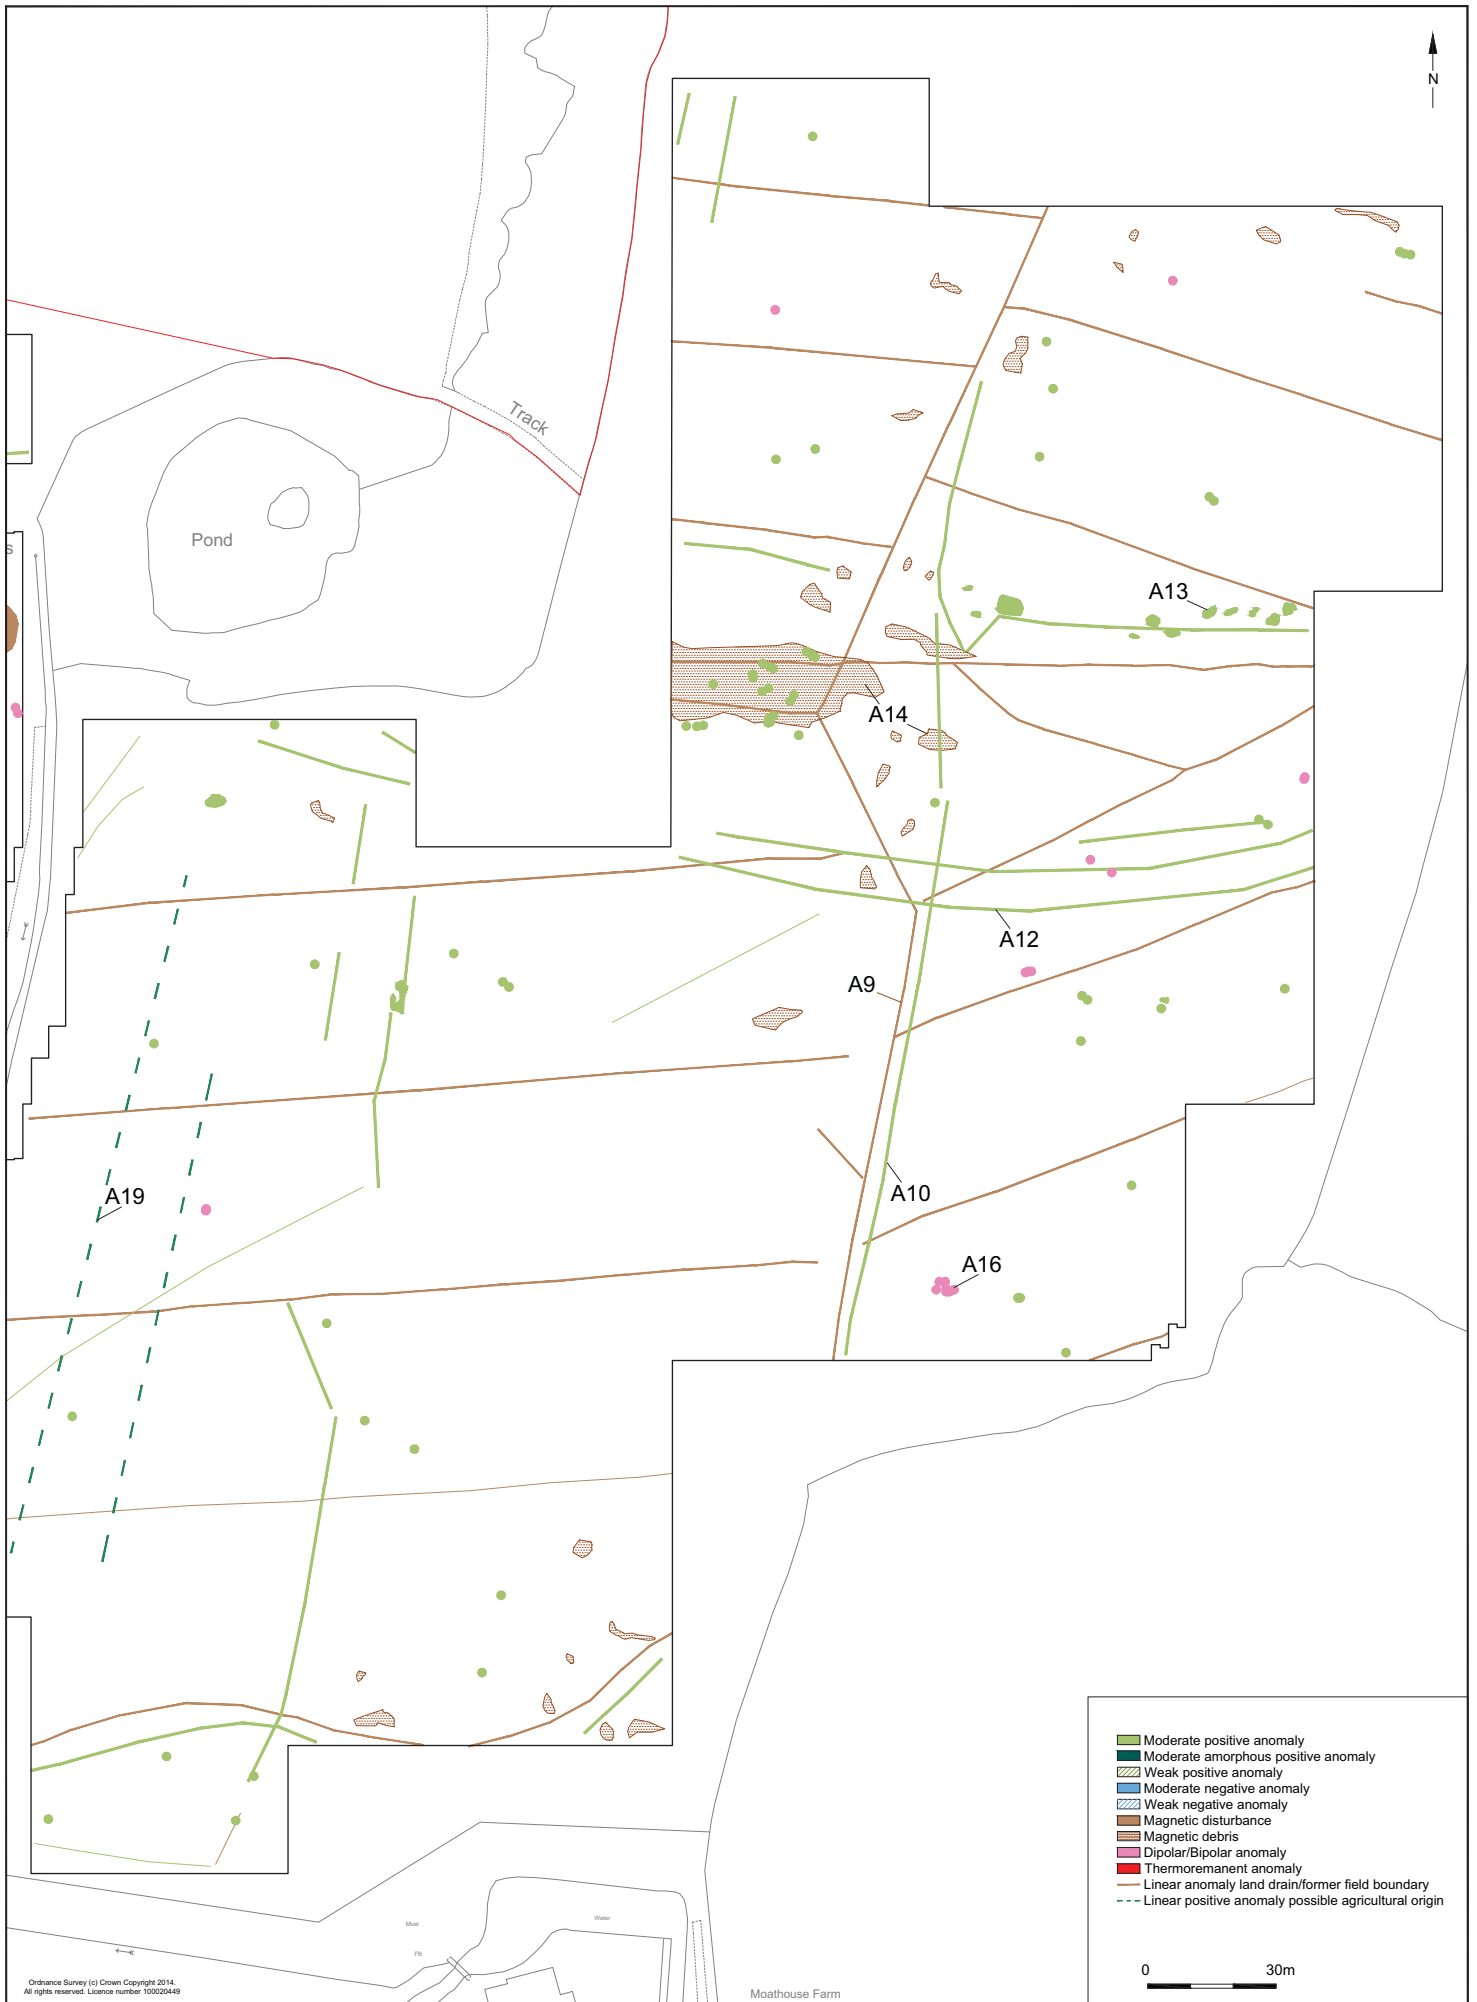 N
Track
Pond
s
A13
A14
A12
A9
A10
A19
A16
Moderate positive anomaly
Moderate amorphous positive anomaly
Weak positive anomaly
Moderate negative anomaly
Weak negative anomaly
Magnetic disturbance
Magnetic debris
Dipolar/Bipolar anomaly
Thermoremanent anomaly
Linear anomaly land drain/former field boundary
Linear positive anomaly possible agricultural origin
0 30m
Moat
Water
FB
Moathouse Farm
Ordnance Survey (c) Crown Copyright 2014.
All rights reserved. Licence number 100020449